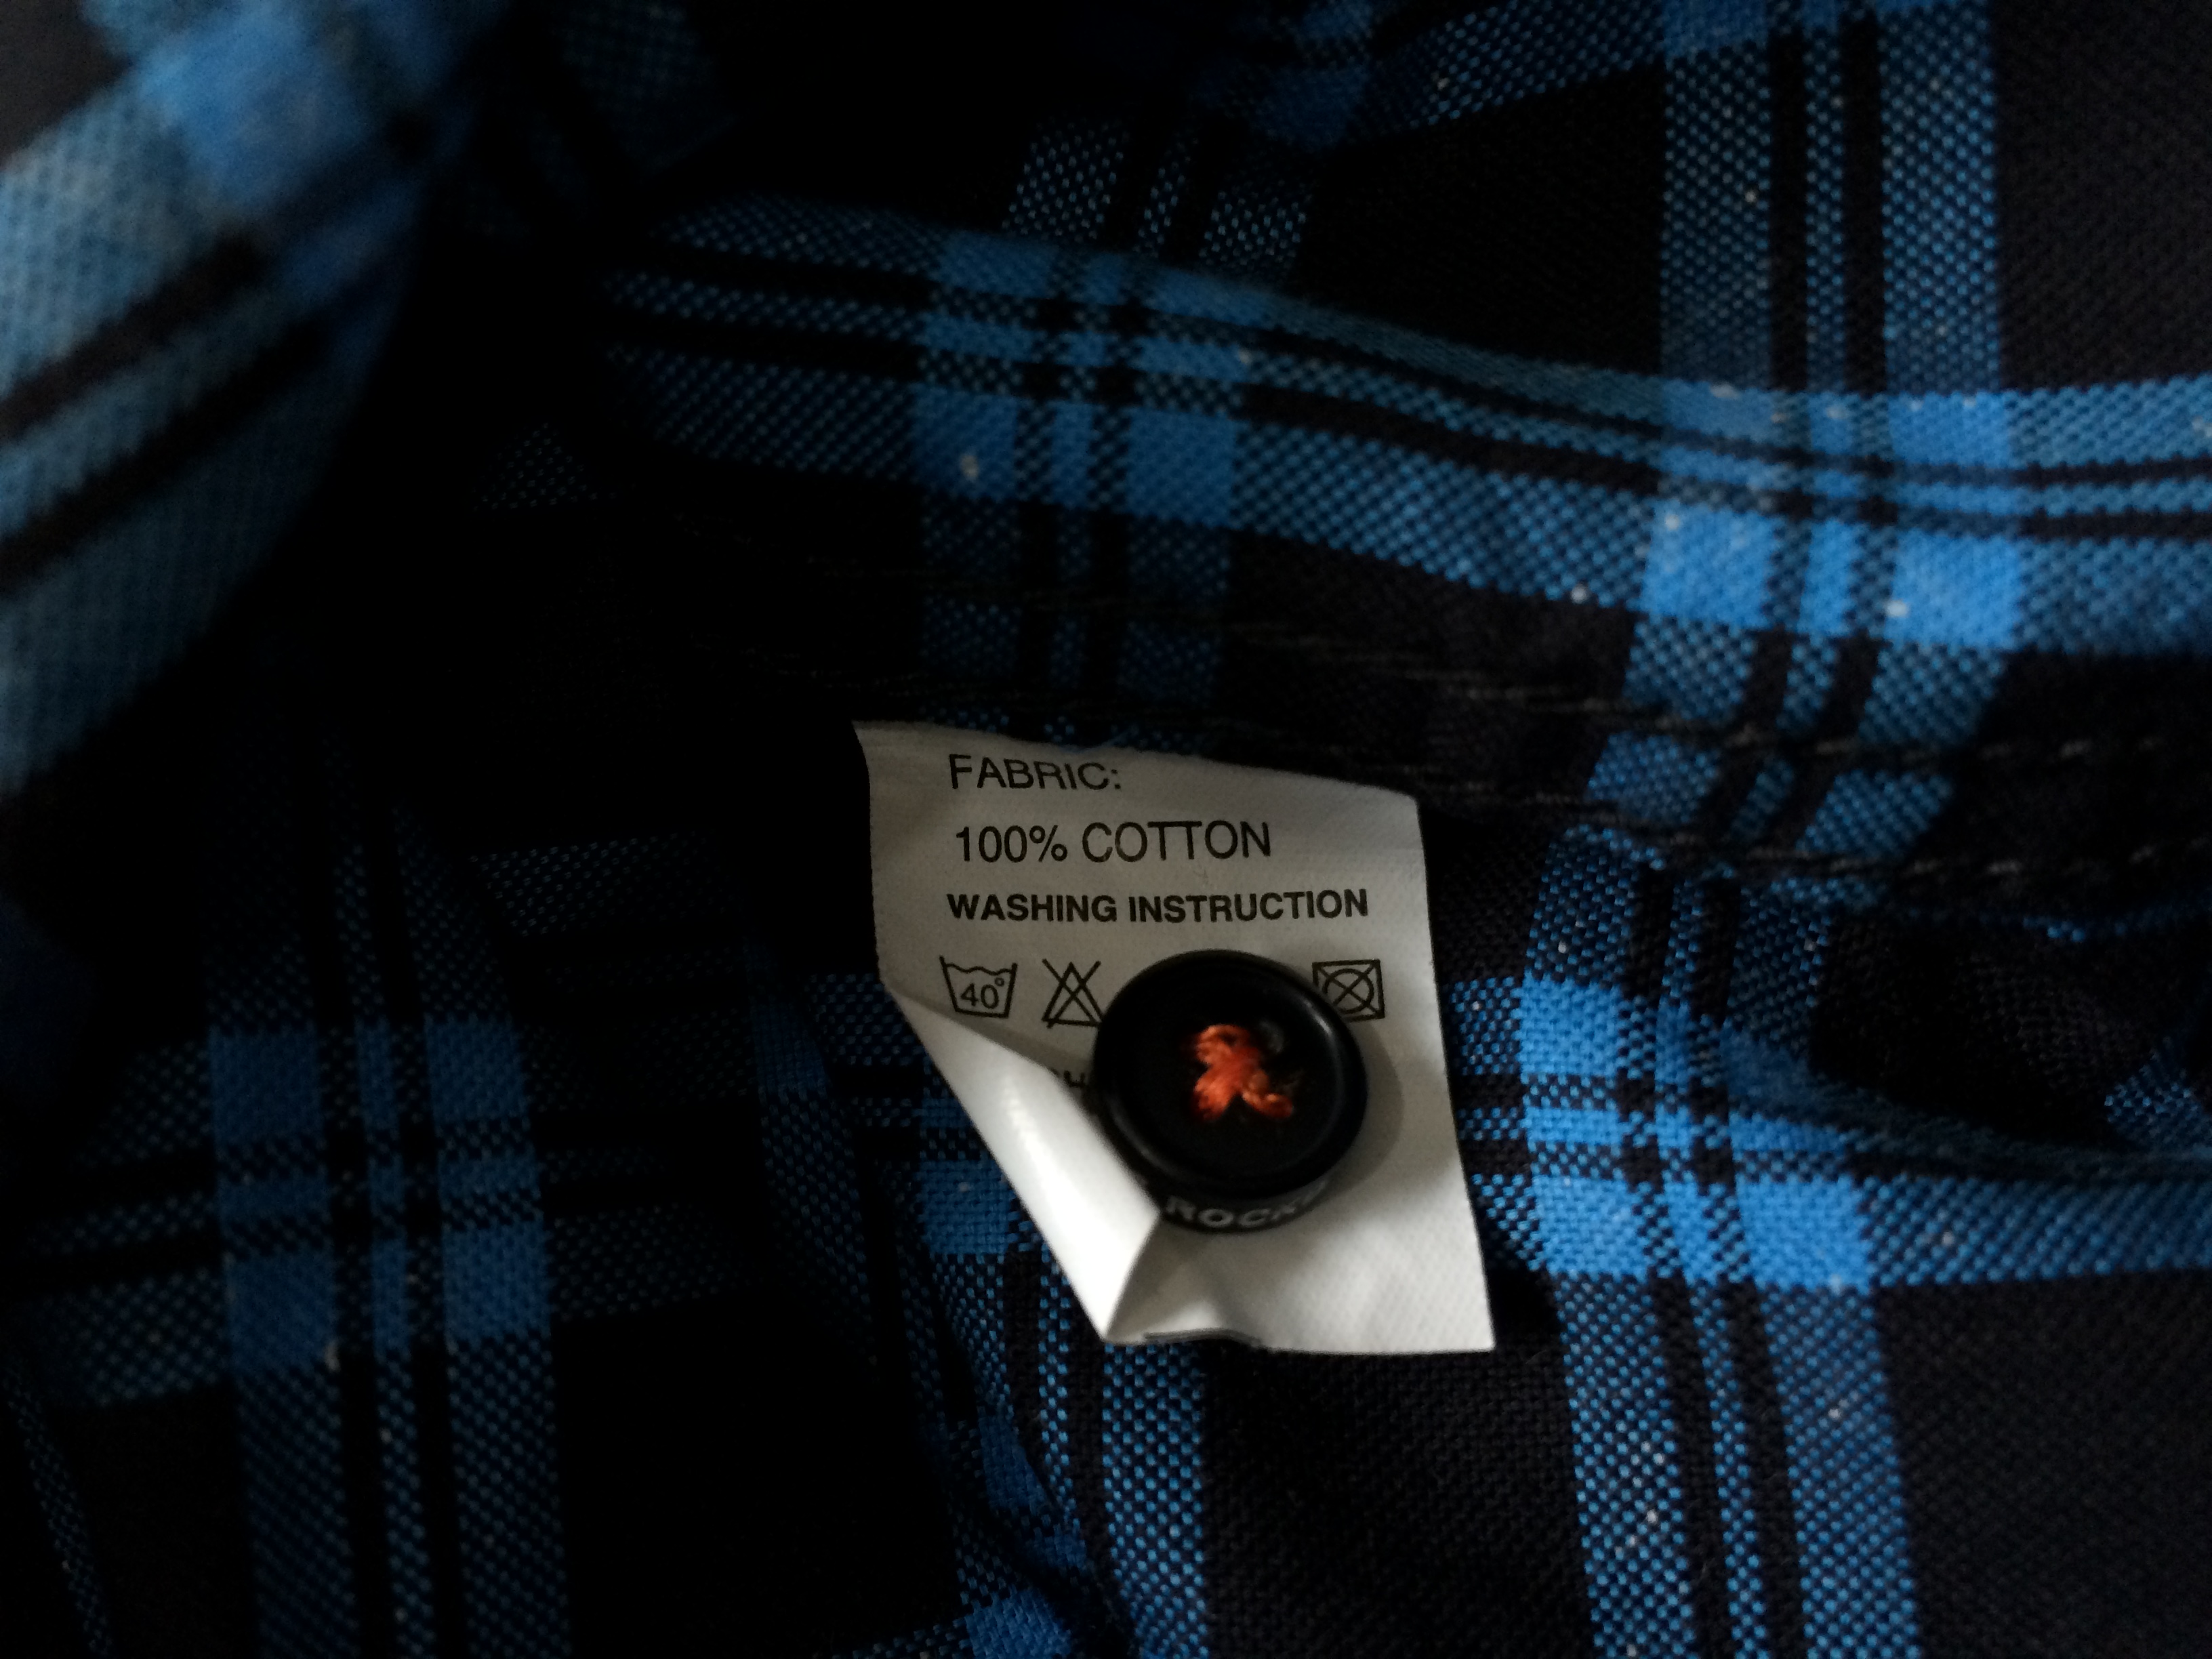 FABRIC:
100% COTTON
WASHING INSTRUCTION
40°